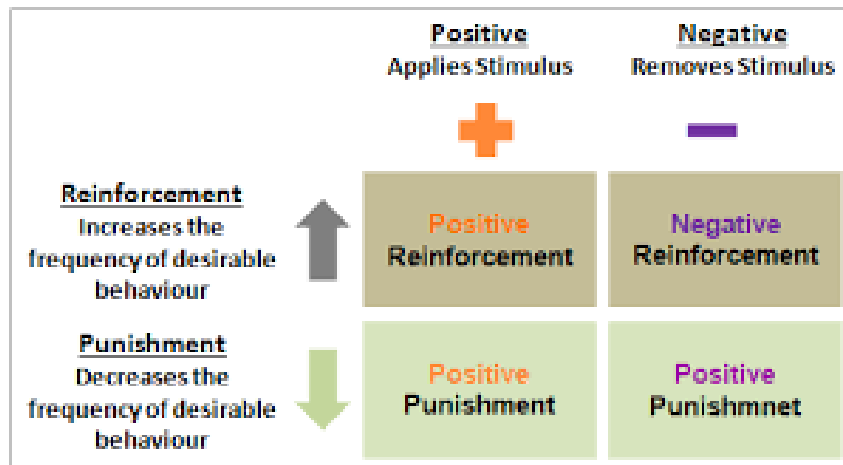 Positive
Applies Stimulus
Negative
Removes Stimulus
Reinforcement
Increases the
frequency of desirable
behaviour
Positive
Reinforcement
Negative
Reinforcement
Punishment
Decreases the
frequency of desirable
behaviour
Positive
Punishment
Positive
Punishmnet